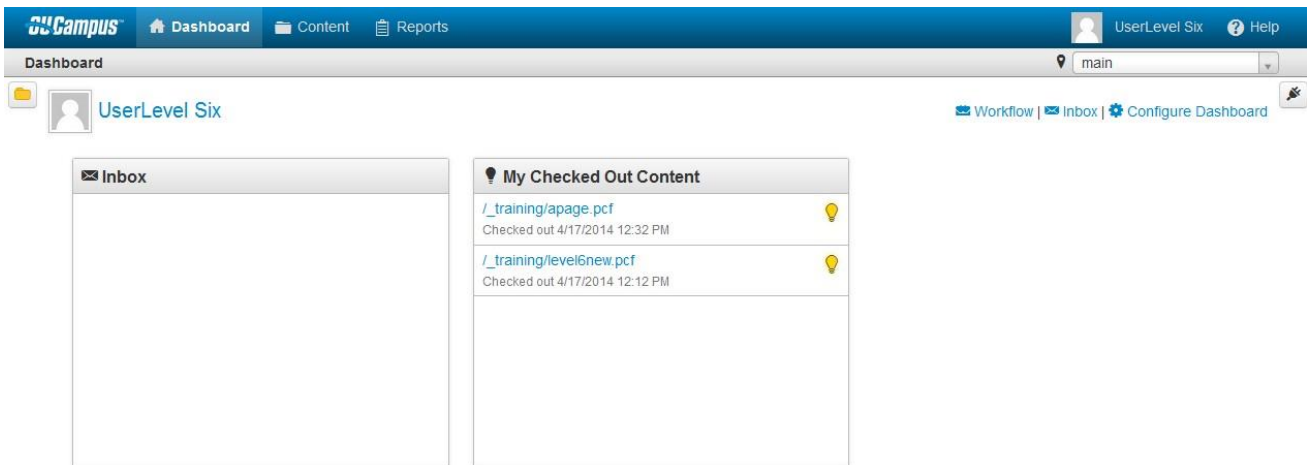 OU Campus Dashboard Content Reports UserLevel Six Help
Dashboard main
UserLevel Six Workflow | Inbox | Configure Dashboard
Inbox
My Checked Out Content
/_training/apage.pcf
Checked out 4/17/2014 12:32 PM
/_training/level6new.pcf
Checked out 4/17/2014 12:12 PM